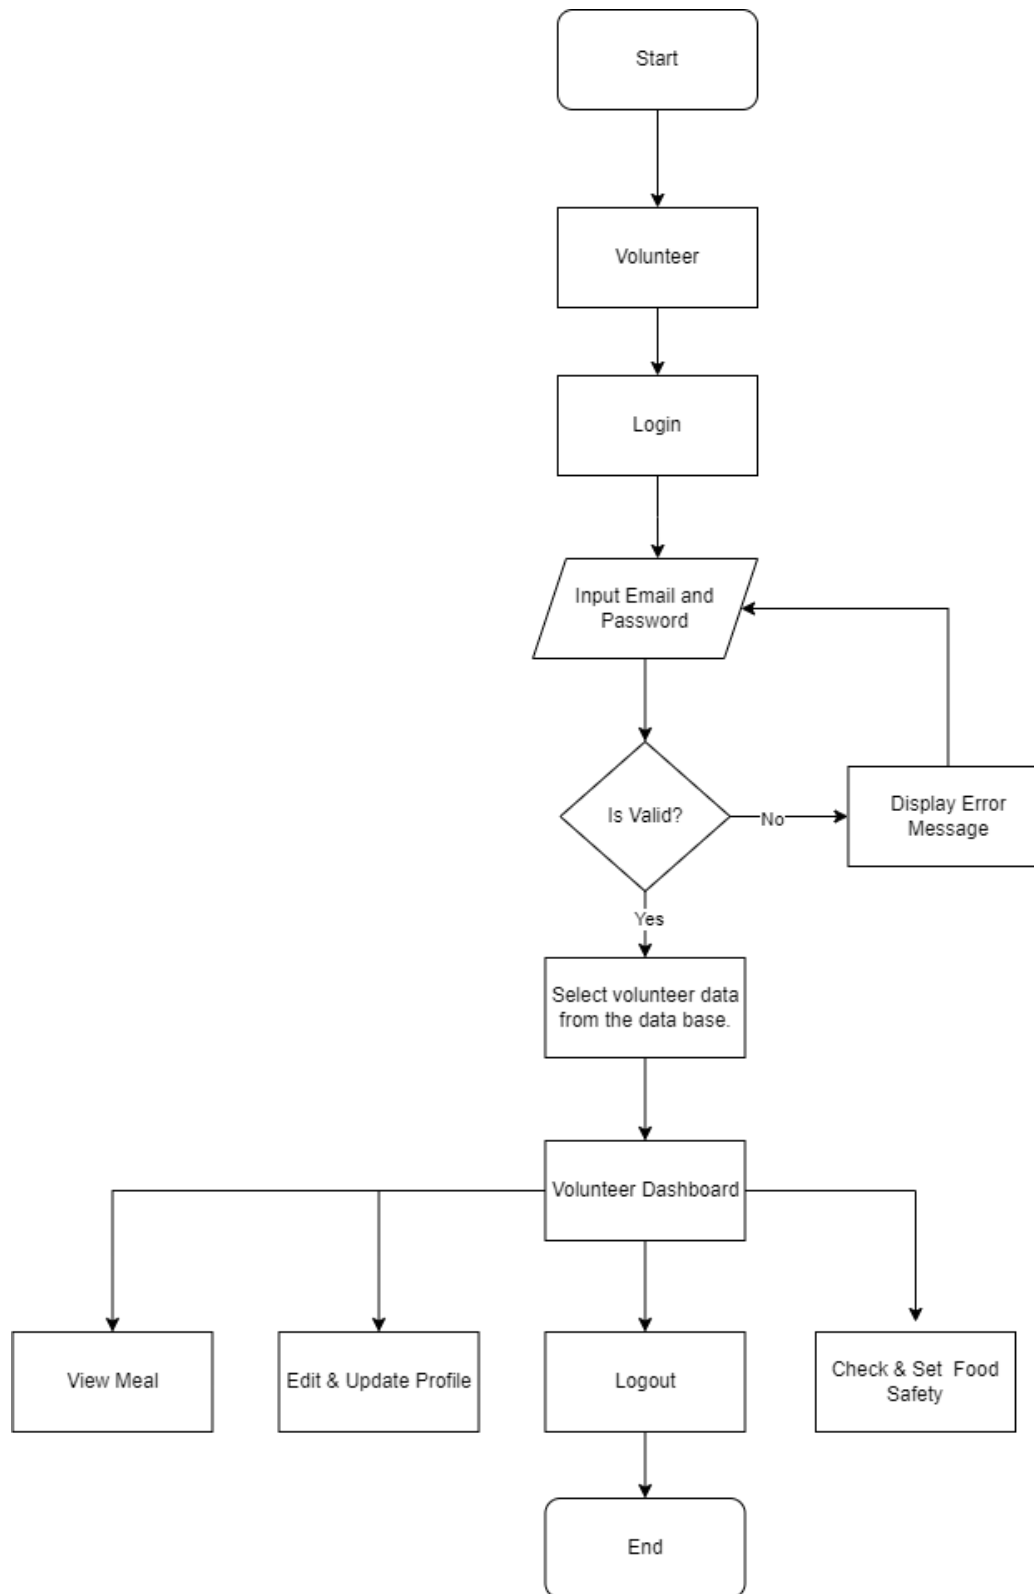 Start
Volunteer
Login
Input Email and
Password
Is Valid?
No
Display Error
Message
Yes
Select volunteer data
from the data base.
Volunteer Dashboard
View Meal
Edit & Update Profile
Logout
Check & Set  Food
Safety
End